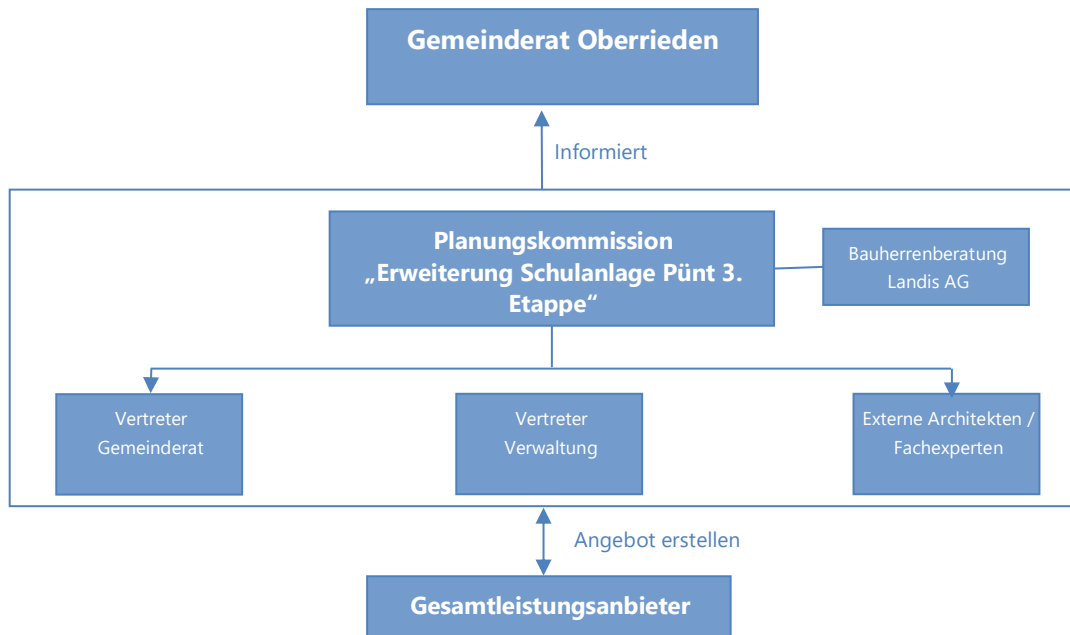 Gemeinderat Oberrieden
Informiert
Planungskommission
„Erweiterung Schulanlage Pünt 3.
Etappe“
Bauherrenberatung
Landis AG
Vertreter
Gemeinderat
Vertreter
Verwaltung
Externe Architekten /
Fachexperten
Angebot erstellen
Gesamtleistungsanbieter